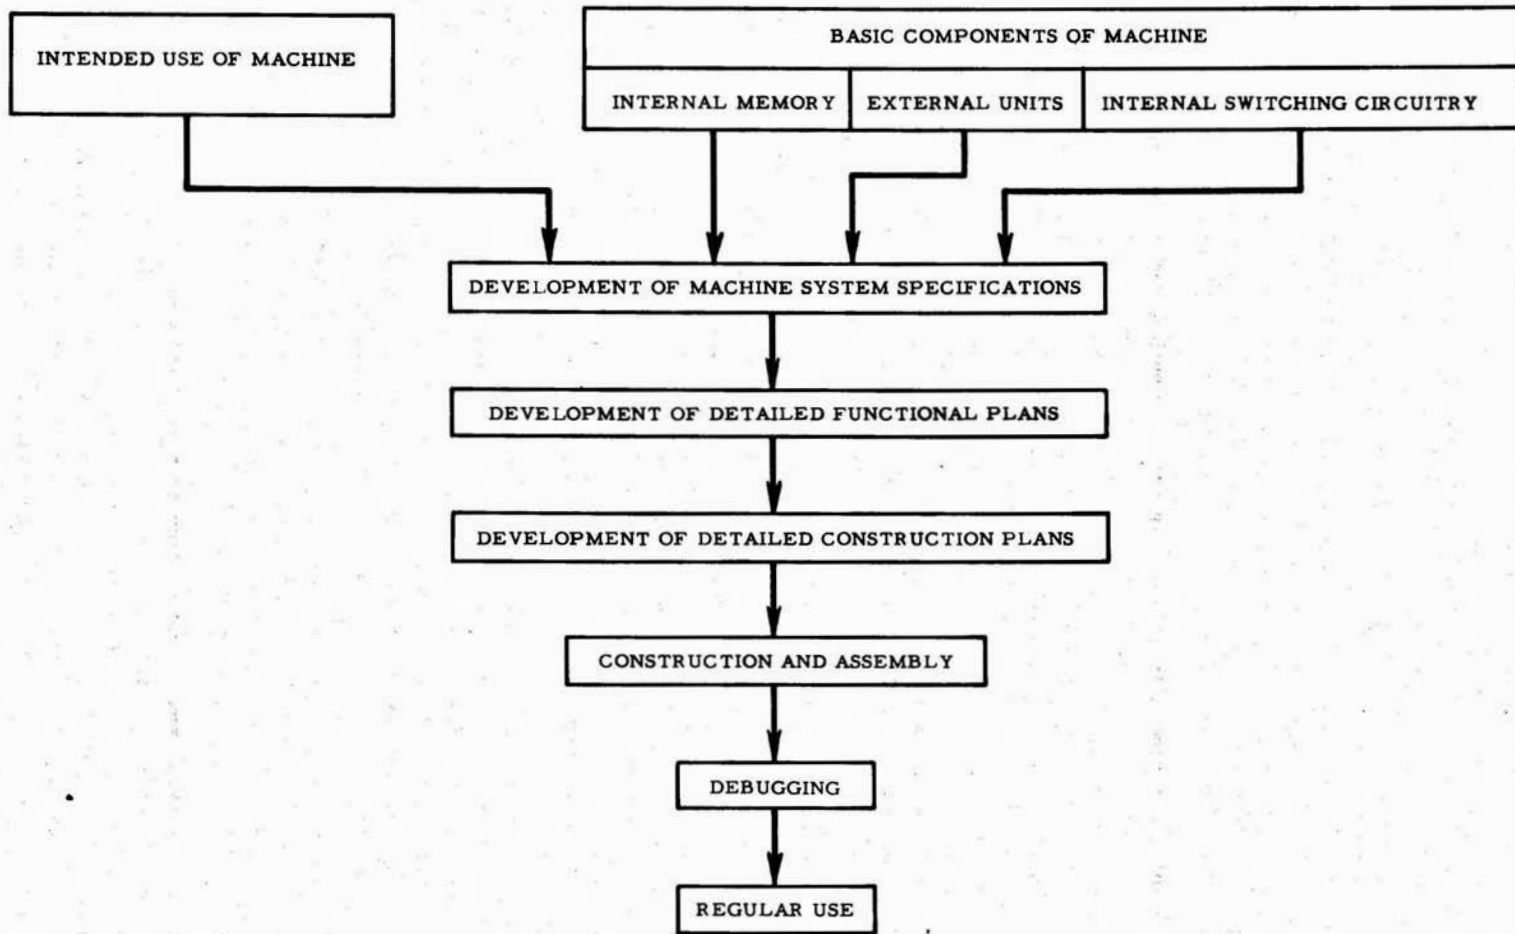 INTENDED USE OF MACHINE
BASIC COMPONENTS OF MACHINE
INTERNAL MEMORY
EXTERNAL UNITS
INTERNAL SWITCHING CIRCUITRY
DEVELOPMENT OF MACHINE SYSTEM SPECIFICATIONS
DEVELOPMENT OF DETAILED FUNCTIONAL PLANS
DEVELOPMENT OF DETAILED CONSTRUCTION PLANS
CONSTRUCTION AND ASSEMBLY
DEBUGGING
REGULAR USE